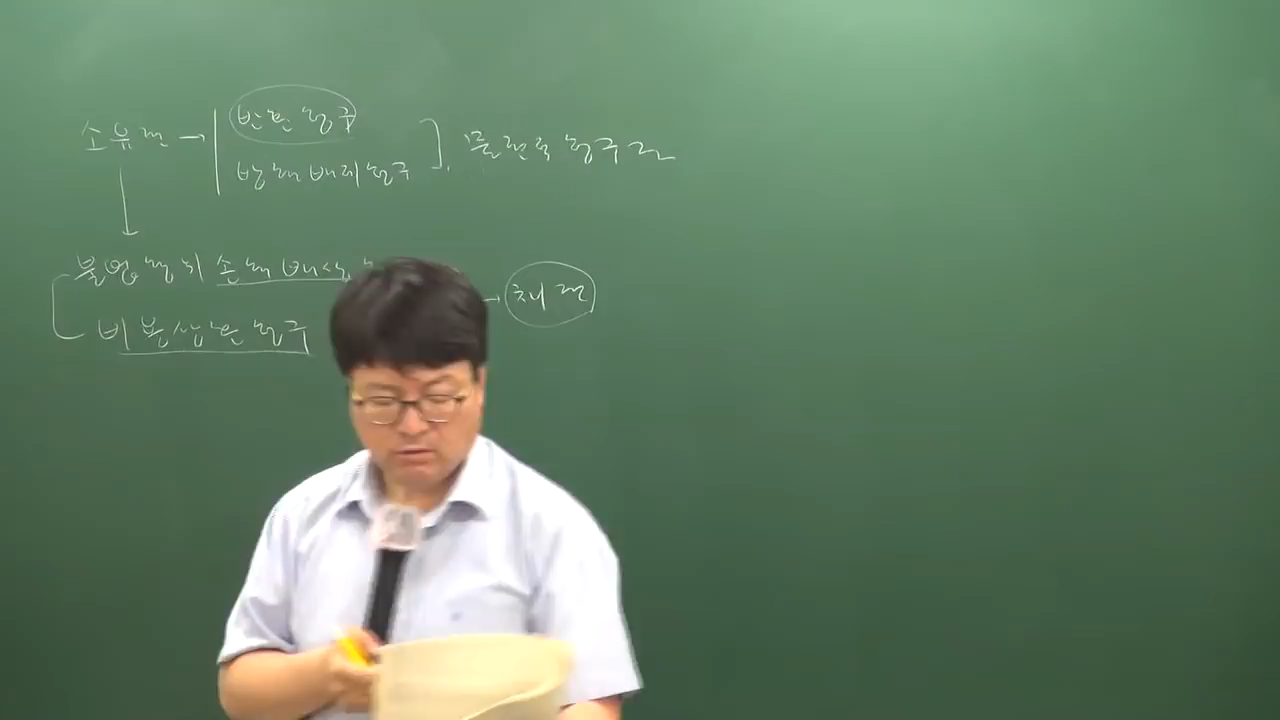 소유권 → 반환청구
방해배제청구 ] 물권적 청구권
불법행위 손해배상
→ 채권
비용상환청구